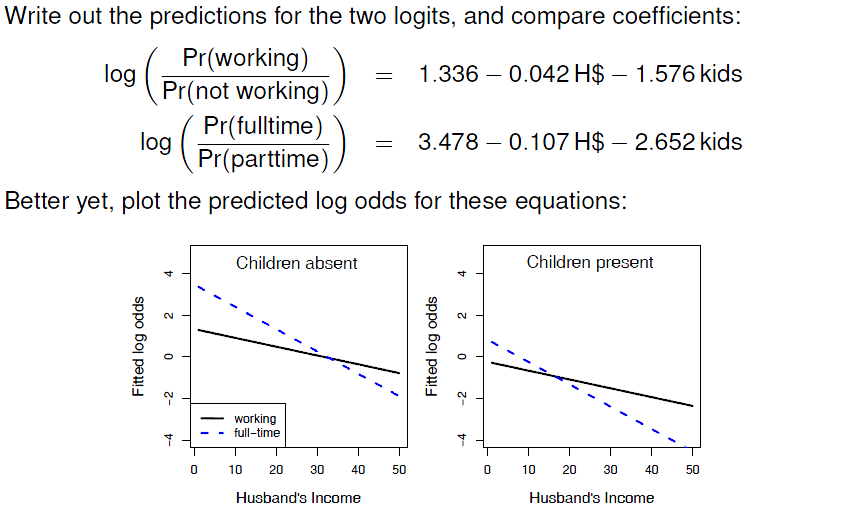 Write out the predictions for the two logits, and compare coefficients:
log ( Pr(working) / Pr(not working) ) = 1.336 − 0.042 H$ − 1.576 kids
log ( Pr(fulltime) / Pr(parttime) ) = 3.478 − 0.107 H$ − 2.652 kids
Better yet, plot the predicted log odds for these equations:
Children absent
Fitted log odds
4
2
0
−2
−4
working
full−time
0 10 20 30 40 50
Husband's Income
Children present
Fitted log odds
4
2
0
−2
−4
0 10 20 30 40 50
Husband's Income